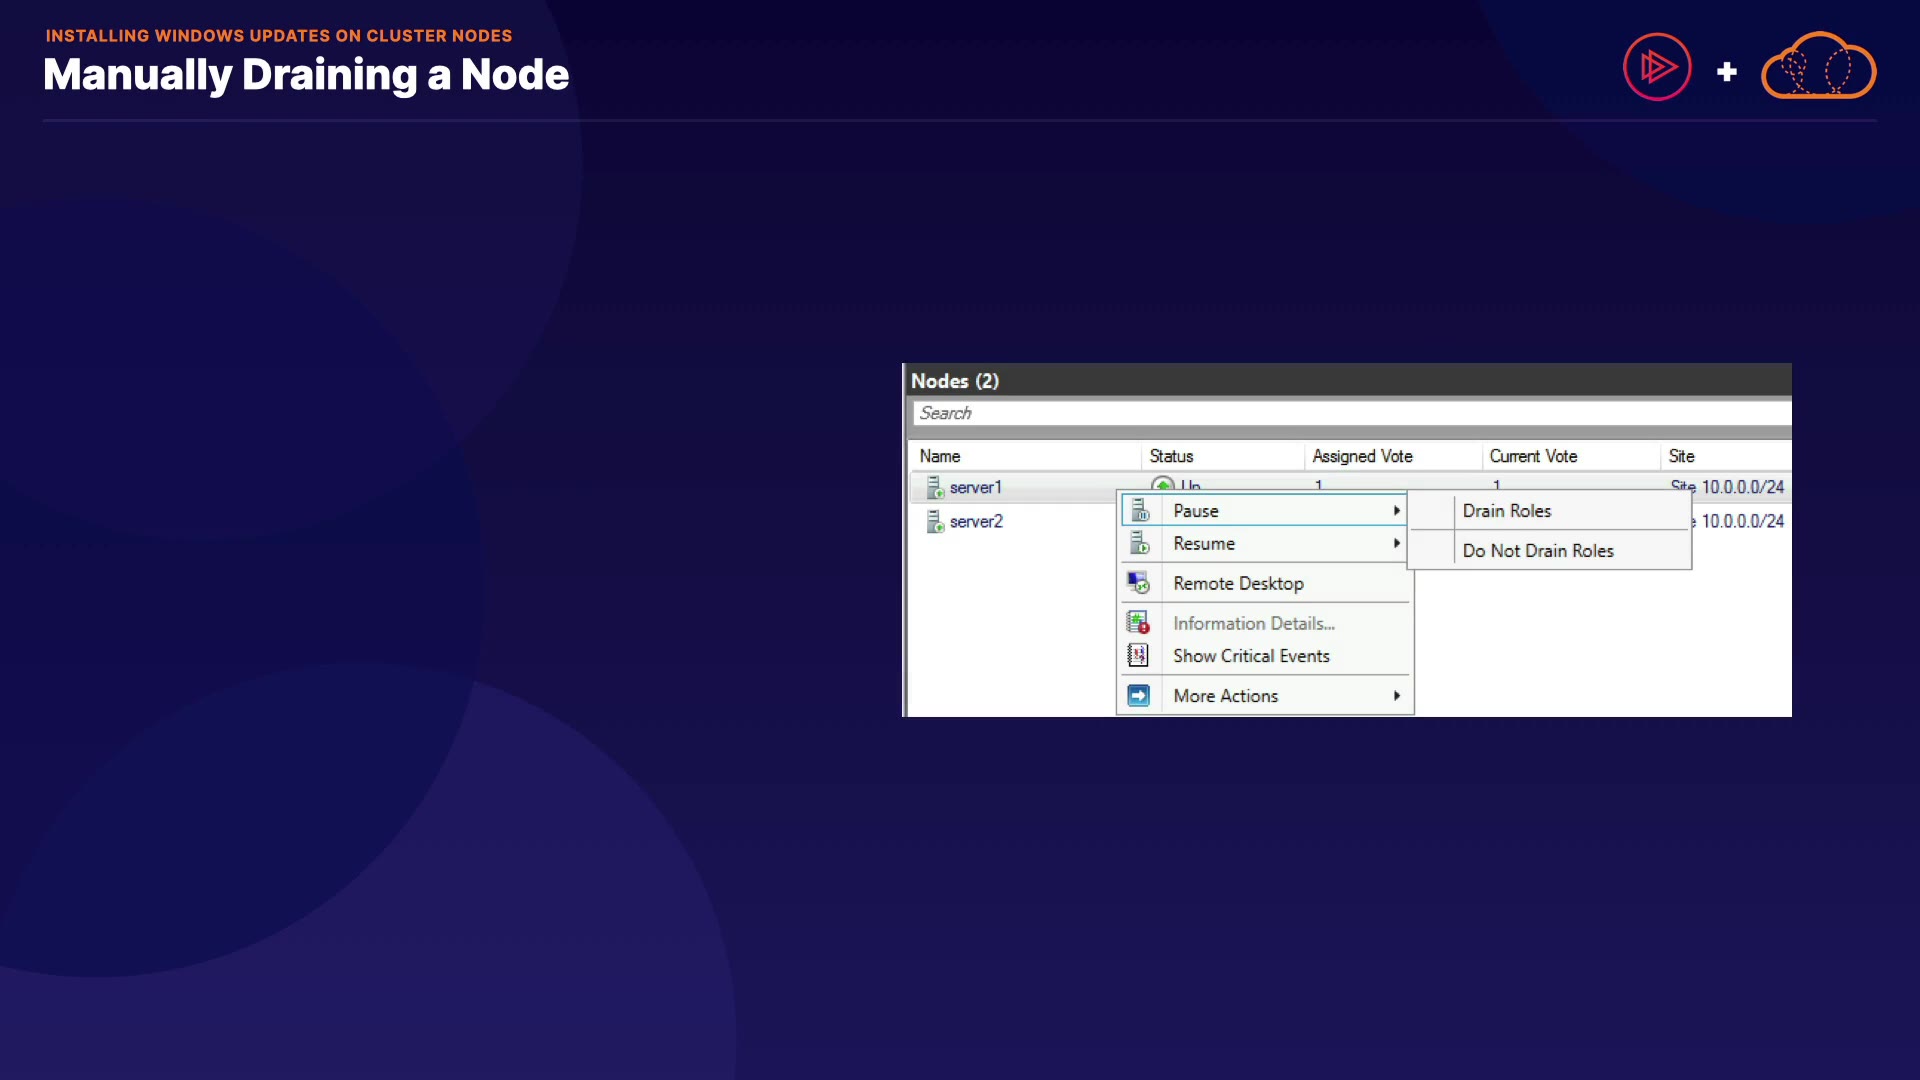 INSTALLING WINDOWS UPDATES ON CLUSTER NODES
Manually Draining a Node
Nodes (2)
Search
Name Status Assigned Vote Current Vote Site
server1 Up 1 1 Site 10.0.0.0/24
server2 10.0.0.0/24
Pause
Resume
Remote Desktop
Information Details...
Show Critical Events
More Actions
Drain Roles
Do Not Drain Roles